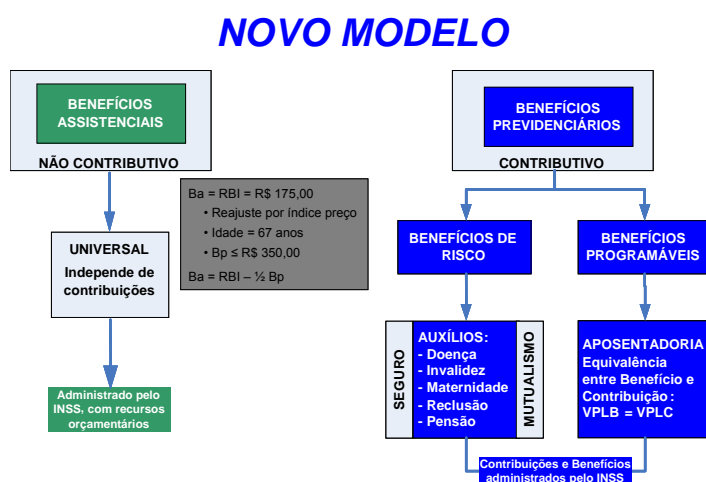 NOVO MODELO
BENEFÍCIOS
ASSISTENCIAIS
NÃO CONTRIBUTIVO
UNIVERSAL
Independe de
contribuições
Administrado pelo
INSS, com recursos
orçamentários
Ba = RBI = R$ 175,00
• Reajuste por índice preço
• Idade = 67 anos
• Bp ≤ R$ 350,00
Ba = RBI – ½ Bp
BENEFÍCIOS
PREVIDENCIÁRIOS
CONTRIBUTIVO
BENEFÍCIOS DE
RISCO
SEGURO
AUXÍLIOS:
- Doença
- Invalidez
- Maternidade
- Reclusão
- Pensão
MUTUALISMO
BENEFÍCIOS
PROGRAMÁVEIS
APOSENTADORIA
Equivalência
entre Benefício e
Contribuição :
VPLB = VPLC
Contribuições e Benefícios
administrados pelo INSS